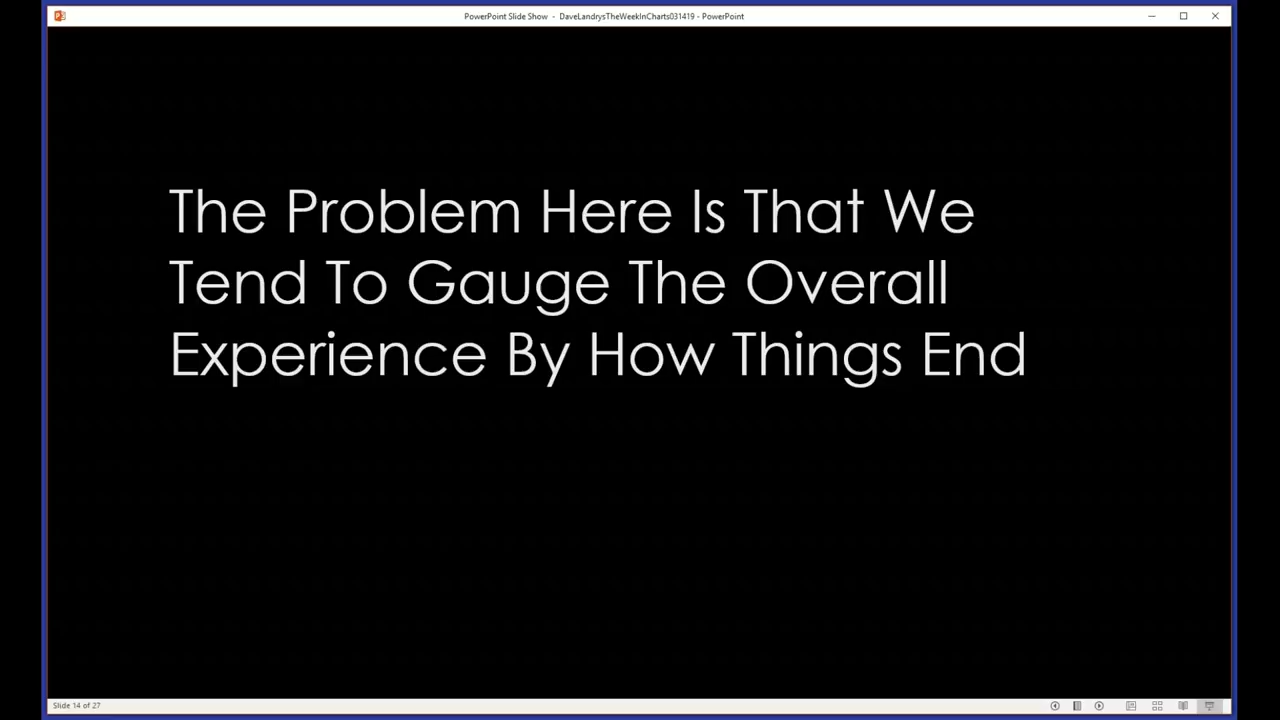 PowerPoint Slide Show - DaveLandrysTheWeekInCharts031419 - PowerPoint
The Problem Here Is That We
Tend To Gauge The Overall
Experience By How Things End
Slide 14 of 27